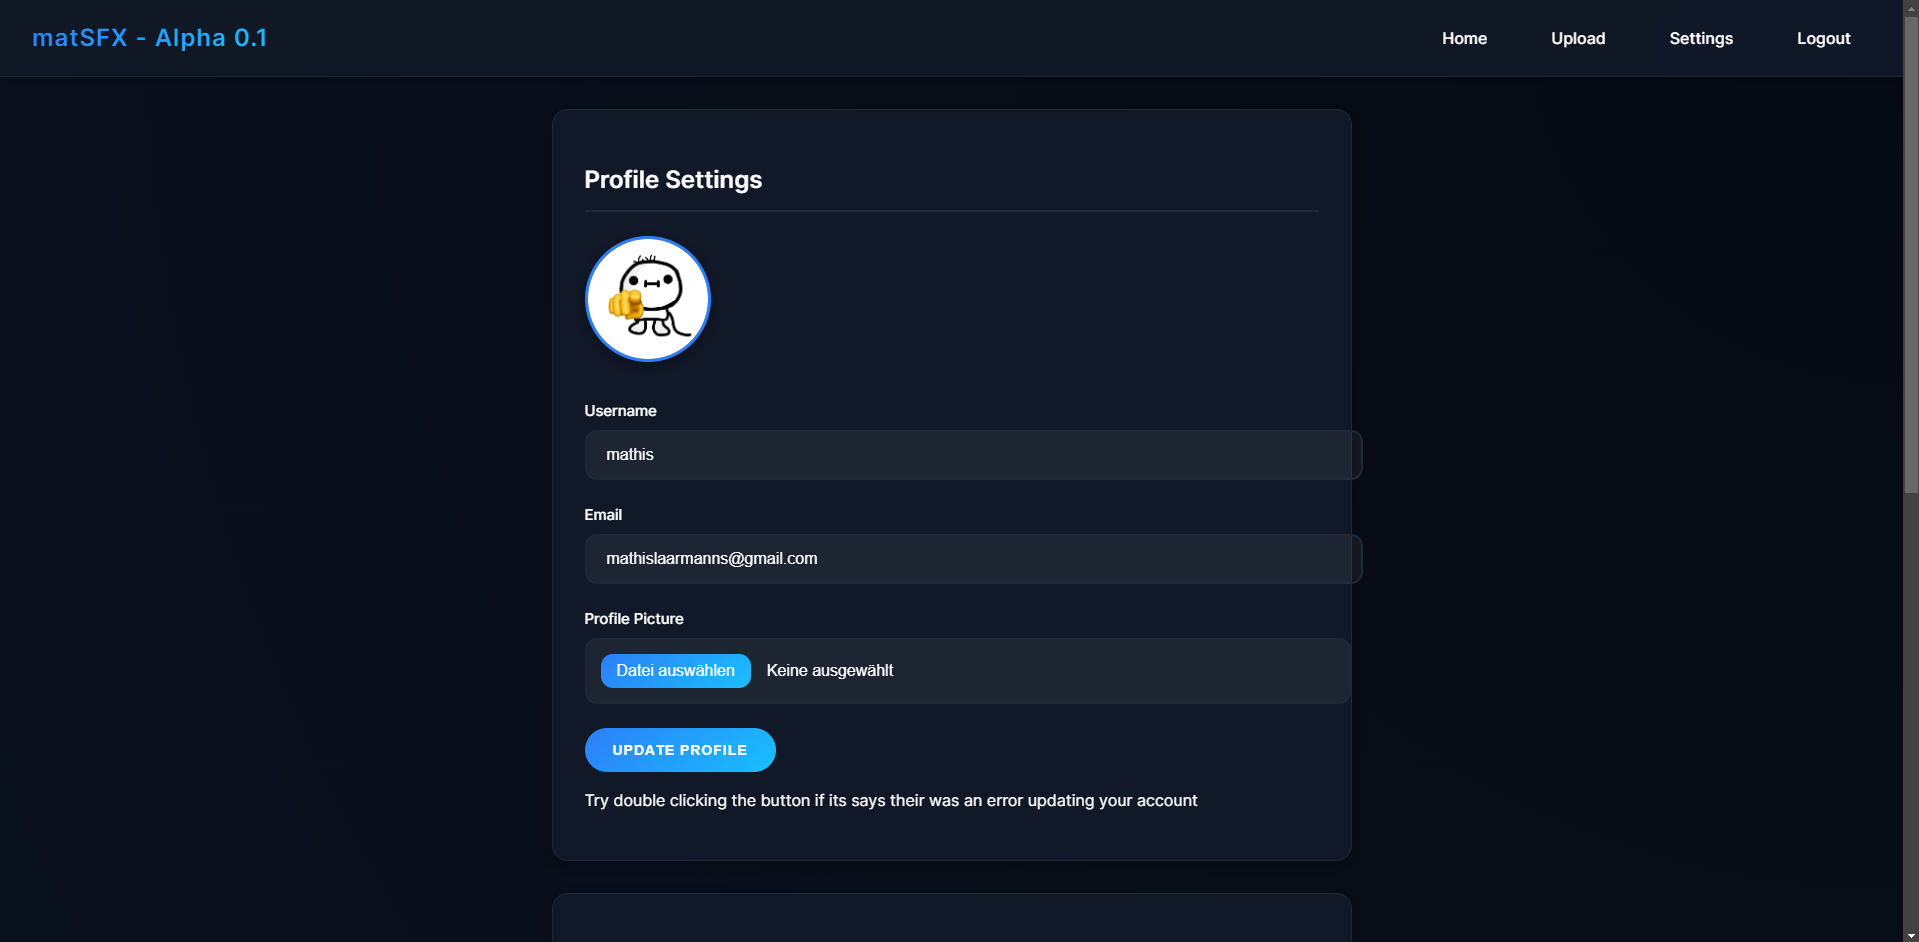 matSFX - Alpha 0.1
Home
Upload
Settings
Logout
Profile Settings
Username
mathis
Email
mathislaarmanns@gmail.com
Profile Picture
Datei auswählen
Keine ausgewählt
UPDATE PROFILE
Try double clicking the button if its says their was an error updating your account